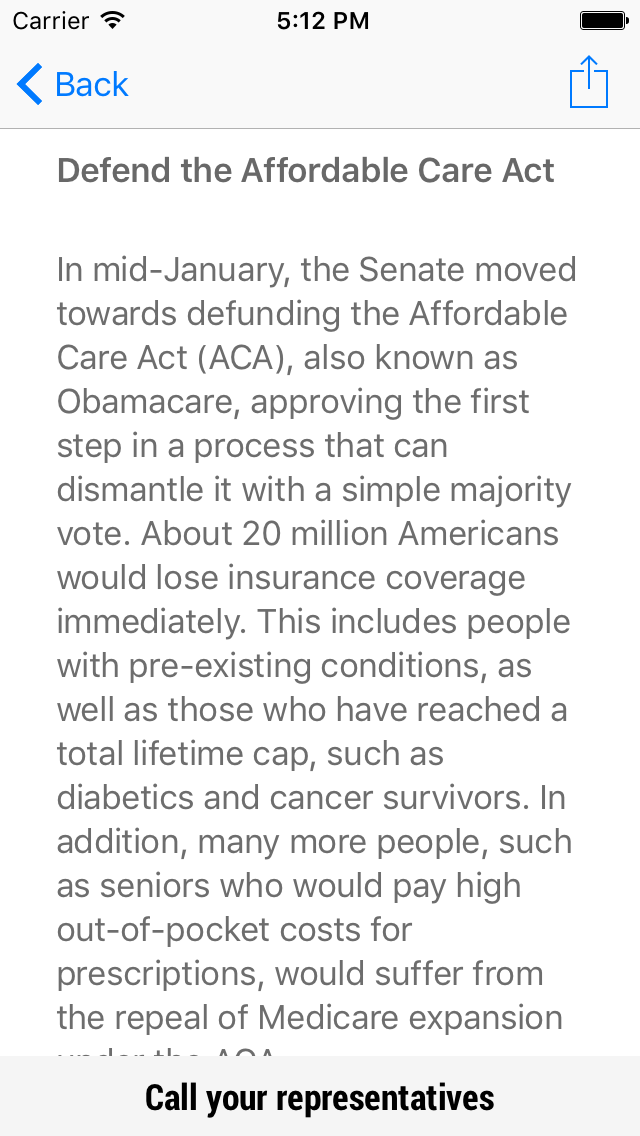 Carrier 5:12 PM
Back
Defend the Affordable Care Act
In mid-January, the Senate moved
towards defunding the Affordable
Care Act (ACA), also known as
Obamacare, approving the first
step in a process that can
dismantle it with a simple majority
vote. About 20 million Americans
would lose insurance coverage
immediately. This includes people
with pre-existing conditions, as
well as those who have reached a
total lifetime cap, such as
diabetics and cancer survivors. In
addition, many more people, such
as seniors who would pay high
out-of-pocket costs for
prescriptions, would suffer from
the repeal of Medicare expansion
under the ACA
Call your representatives